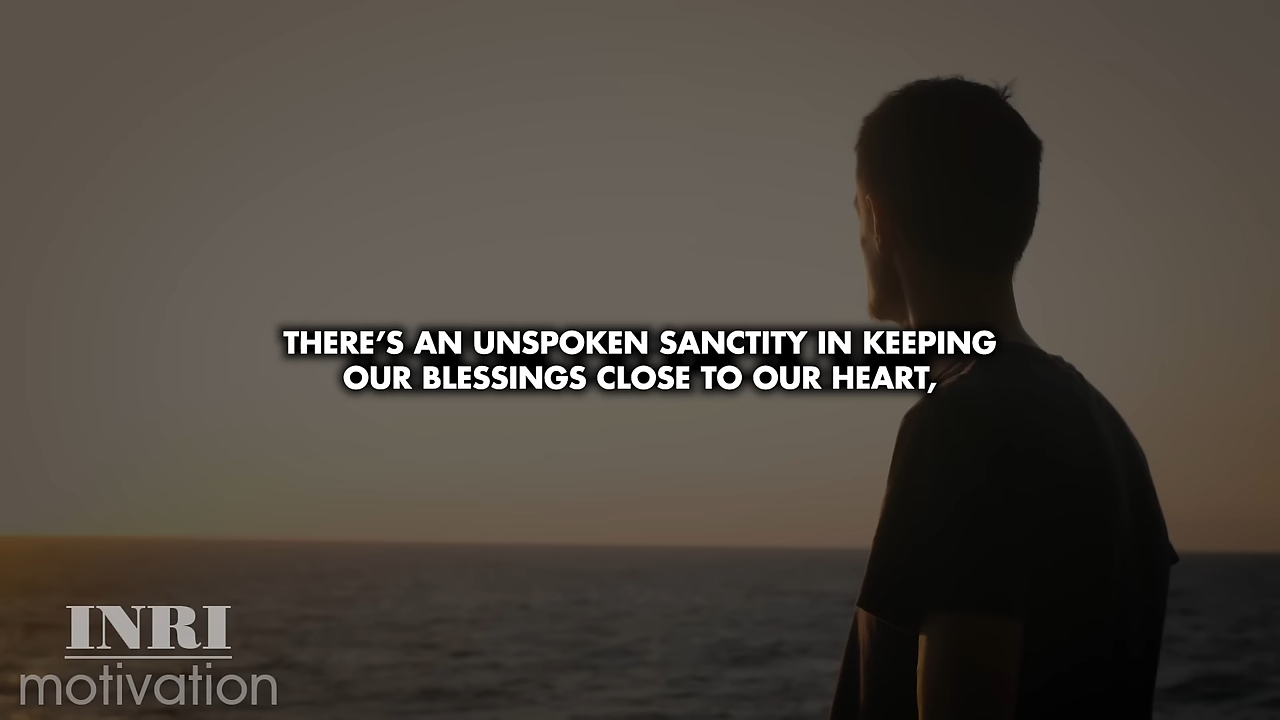 THERE’S AN UNSPOKEN SANCTITY IN KEEPING
OUR BLESSINGS CLOSE TO OUR HEART,
INRI
motivation